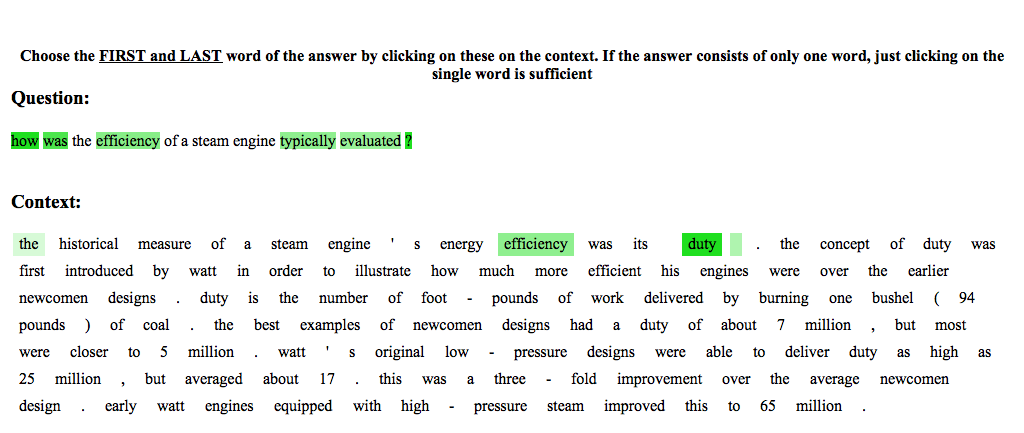 Choose the FIRST and LAST word of the answer by clicking on these on the context. If the answer consists of only one word, just clicking on the
single word is sufficient
Question:
how was the efficiency of a steam engine typically evaluated ?
Context:
the historical measure of a steam engine ' s energy efficiency was its duty . the concept of duty was
first introduced by watt in order to illustrate how much more efficient his engines were over the earlier
newcomen designs . duty is the number of foot - pounds of work delivered by burning one bushel ( 94
pounds ) of coal . the best examples of newcomen designs had a duty of about 7 million , but most
were closer to 5 million . watt ' s original low - pressure designs were able to deliver duty as high as
25 million , but averaged about 17 . this was a three - fold improvement over the average newcomen
design . early watt engines equipped with high - pressure steam improved this to 65 million .